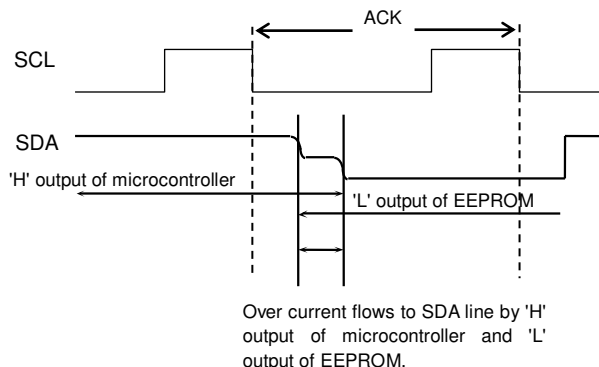 ACK
SCL
SDA
'H' output of microcontroller
'L' output of EEPROM
Over current flows to SDA line by 'H'
output of microcontroller and 'L'
output of EEPROM.